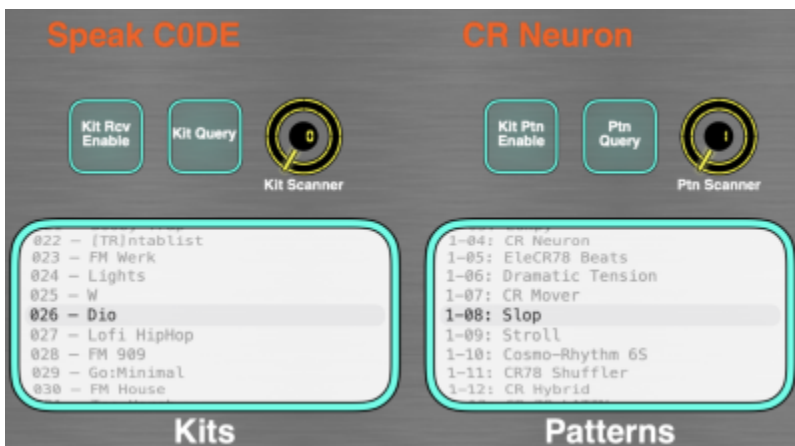 Speak C0DE
CR Neuron
Kit Rcv
Enable
Kit Query
0
Kit Scanner
Kit Ptn
Enable
Ptn
Query
1
Ptn Scanner
022 – [TR]ntablist
023 – FM Werk
024 – Lights
025 – W
026 – Dio
027 – Lofi HipHop
028 – FM 909
029 – Go:Minimal
030 – FM House
Kits
1-04: CR Neuron
1-05: EleCR78 Beats
1-06: Dramatic Tension
1-07: CR Mover
1-08: Slop
1-09: Stroll
1-10: Cosmo-Rhythm 6S
1-11: CR78 Shuffler
1-12: CR Hybrid
Patterns